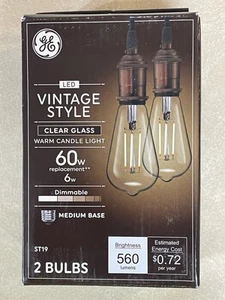 GE
LED
VINTAGE
STYLE
CLEAR GLASS
WARM CANDLE LIGHT
60w
replacement**
6w
Dimmable
MEDIUM BASE
ST19
2 BULBS
Brightness
560
lumens
Estimated
Energy Cost
$0.72
per year